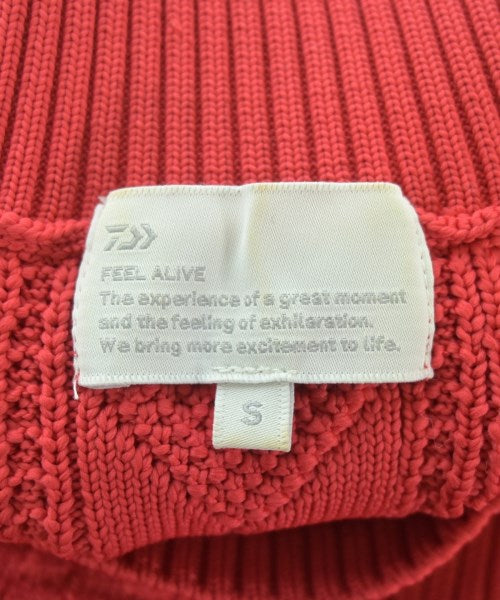 FEEL ALIVE
The experience of a great moment
and the feeling of exhilaration.
We bring more excitement to life.
S